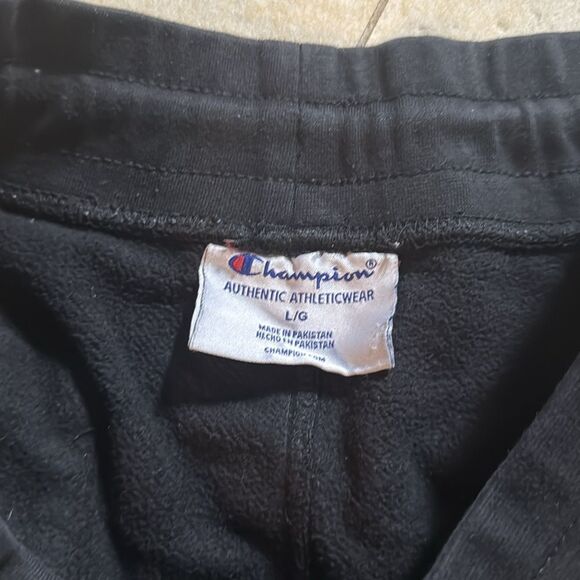 Champion®
AUTHENTIC ATHLETICWEAR
L/G
MADE IN PAKISTAN
HECHO EN PAKISTAN
CHAMPION.COM